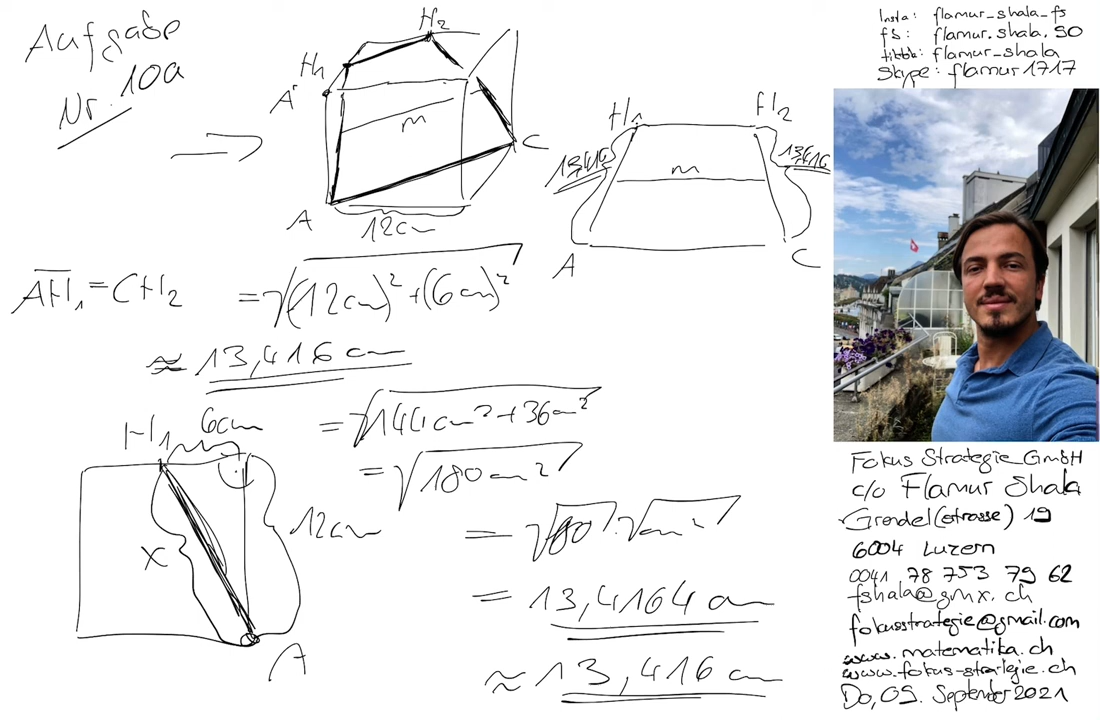 Aufgabe
Nr. 10a
H2
H1
A'
m
C
A
12cm
H1
H2
13,416
m
13,416
A
C
AH1 = CH2 = √(12cm)² + (6cm)²
≈ 13,416 cm
= √144cm² + 36cm²
= √180cm²
= √180 · √cm²
= 13,4164 cm
≈ 13,416 cm
H1
6cm
12cm
x
A
Insta: flamur_shala_fs
fb: flamur.shala.90
tiktok: flamur_shala
Skype: flamur1717
Fokus Strategie GmbH
c/o Flamur Shala
Grendel(strasse) 19
6004 Luzern
0041 78 753 79 62
fshala@gmx.ch
fokusstrategie@gmail.com
www.matematika.ch
www.fokus-strategie.ch
Do, 09. September 2021